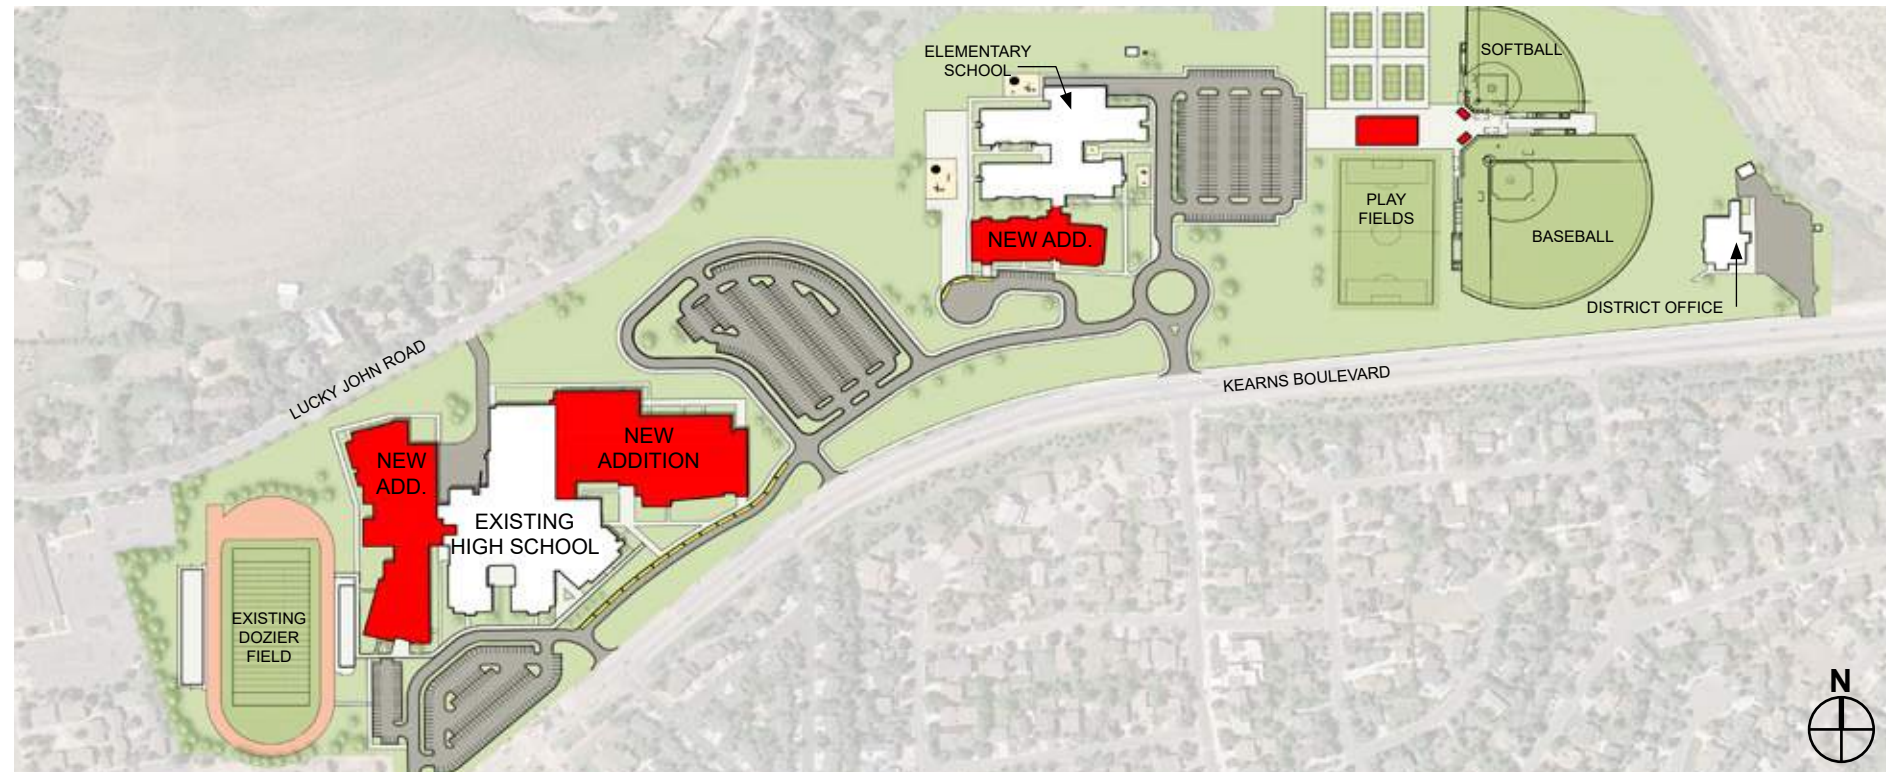 ELEMENTARY
SCHOOL
SOFTBALL
PLAY
FIELDS
NEW ADD.
BASEBALL
DISTRICT OFFICE
LUCKY JOHN ROAD
KEARNS BOULEVARD
NEW
ADDITION
NEW
ADD.
EXISTING
HIGH SCHOOL
EXISTING
DOZIER
FIELD
N